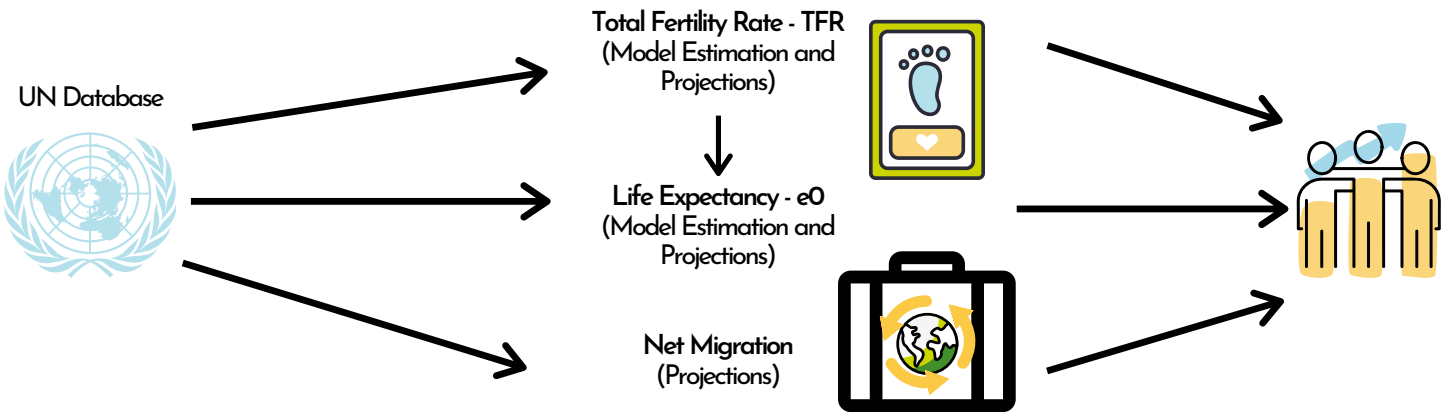 UN Database
Total Fertility Rate - TFR
(Model Estimation and
Projections)
Life Expectancy - e0
(Model Estimation and
Projections)
Net Migration
(Projections)